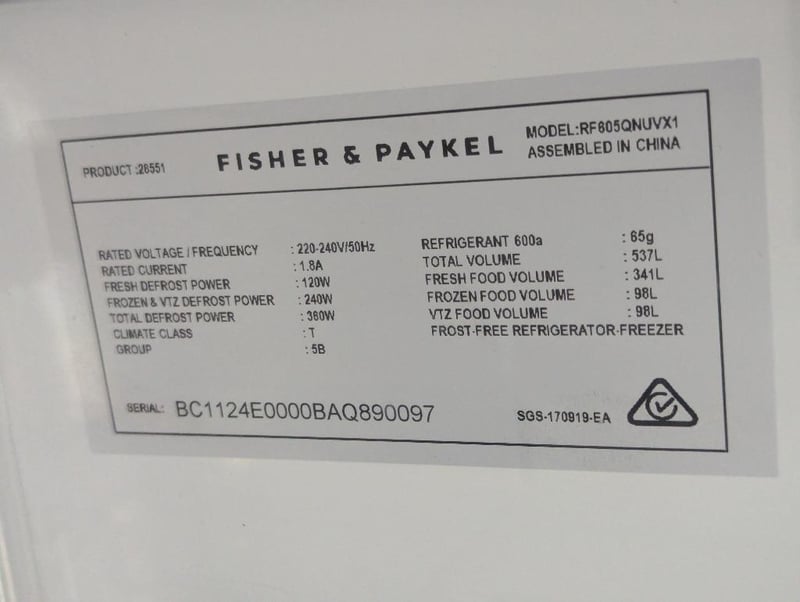 PRODUCT :26551
FISHER & PAYKEL
MODEL:RF605QNUVX1
ASSEMBLED IN CHINA
RATED VOLTAGE / FREQUENCY : 220-240V/50Hz
RATED CURRENT : 1.8A
FRESH DEFROST POWER : 120W
FROZEN & VTZ DEFROST POWER : 240W
TOTAL DEFROST POWER : 360W
CLIMATE CLASS : T
GROUP : 5B
REFRIGERANT 600a : 65g
TOTAL VOLUME : 537L
FRESH FOOD VOLUME : 341L
FROZEN FOOD VOLUME : 98L
VTZ FOOD VOLUME : 98L
FROST-FREE REFRIGERATOR-FREEZER
SERIAL: BC1124E0000BAQ890097
SGS-170919-EA